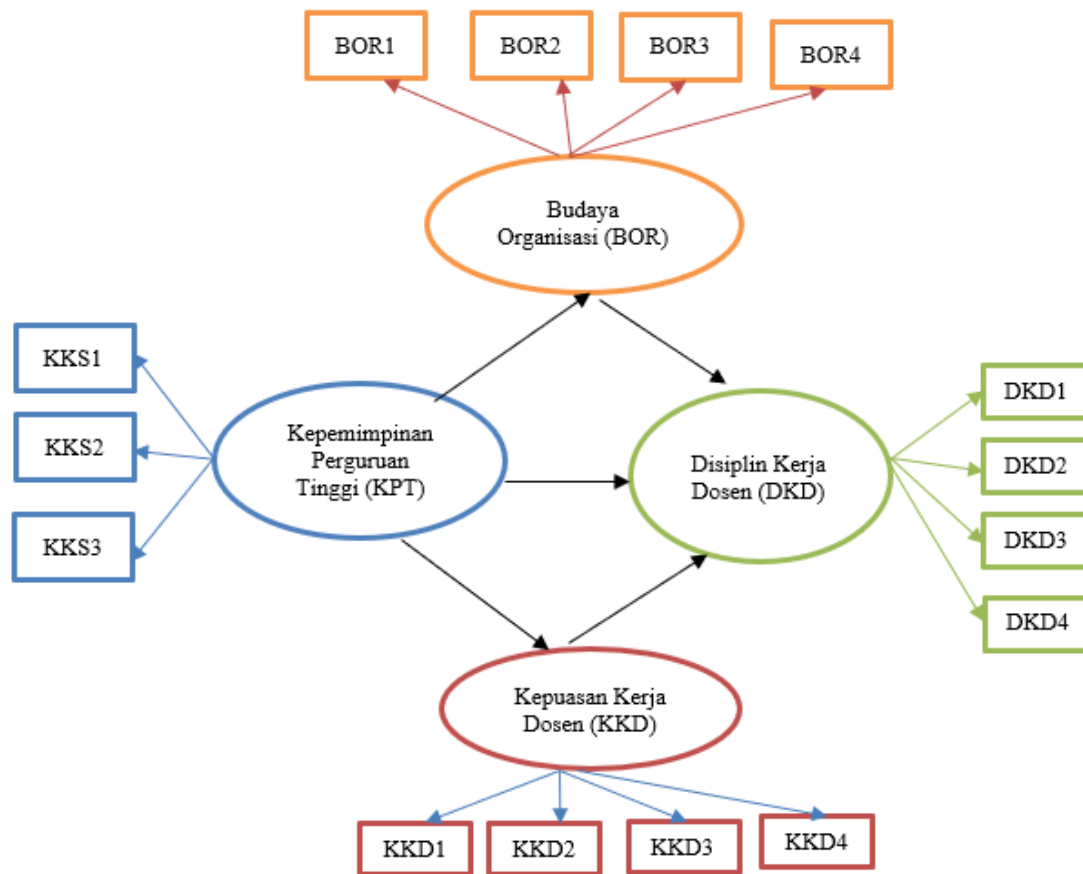 BOR1
BOR2
BOR3
BOR4
Budaya
Organisasi (BOR)
KKS1
KKS2
KKS3
Kepemimpinan
Perguruan
Tinggi (KPT)
Disiplin Kerja
Dosen (DKD)
DKD1
DKD2
DKD3
DKD4
Kepuasan Kerja
Dosen (KKD)
KKD1
KKD2
KKD3
KKD4